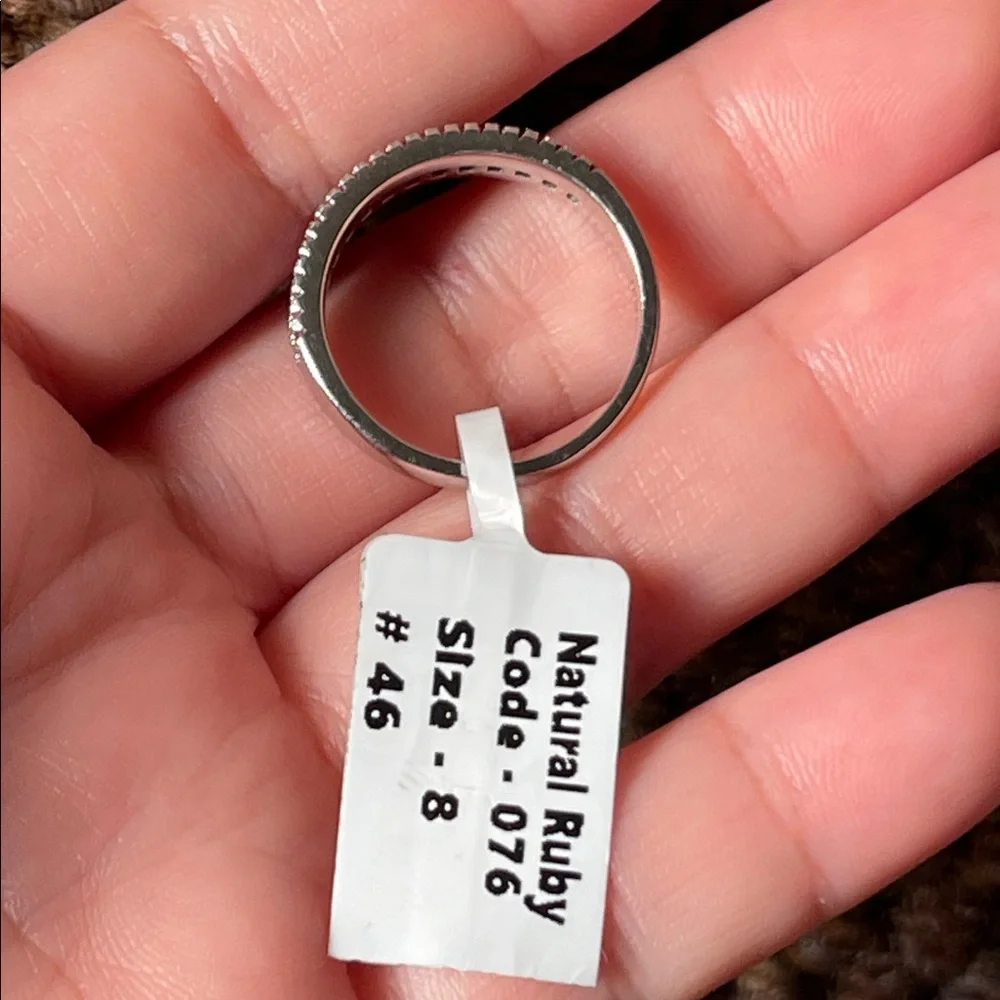 Natural Ruby
Code - 076
SIze - 8
# 46